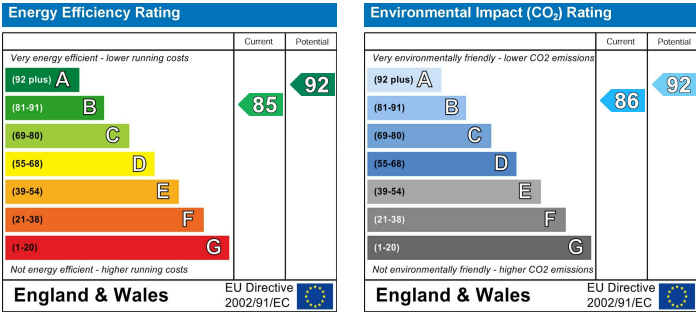 Energy Efficiency Rating
Current
Potential
Very energy efficient - lower running costs
(92 plus) A
(81-91) B
(69-80) C
(55-68) D
(39-54) E
(21-38) F
(1-20) G
85
92
Not energy efficient - higher running costs
England & Wales
EU Directive
2002/91/EC
Environmental Impact (CO₂) Rating
Current
Potential
Very environmentally friendly - lower CO2 emissions
(92 plus) A
(81-91) B
(69-80) C
(55-68) D
(39-54) E
(21-38) F
(1-20) G
86
92
Not environmentally friendly - higher CO2 emissions
England & Wales
EU Directive
2002/91/EC